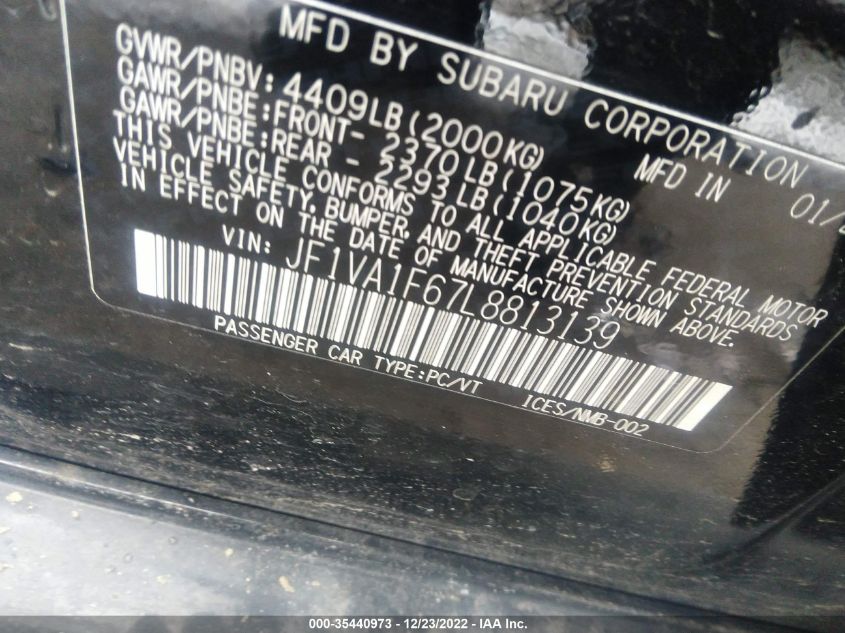 MFD BY SUBARU CORPORATION
GVWR/PNBV: 4409LB(2000KG) MFD IN 01/
GAWR/PNBE:FRONT- 2370LB(1075KG)
GAWR/PNBE:REAR - 2293LB(1040KG)
THIS VEHICLE CONFORMS TO ALL APPLICABLE FEDERAL MOTOR
VEHICLE SAFETY, BUMPER, AND THEFT PREVENTION STANDARDS
IN EFFECT ON THE DATE OF MANUFACTURE SHOWN ABOVE.
VIN: JF1VA1F67L8813139
PASSENGER CAR TYPE:PC/VT ICES/NMB-002
000-35440973 - 12/23/2022 - IAA Inc.